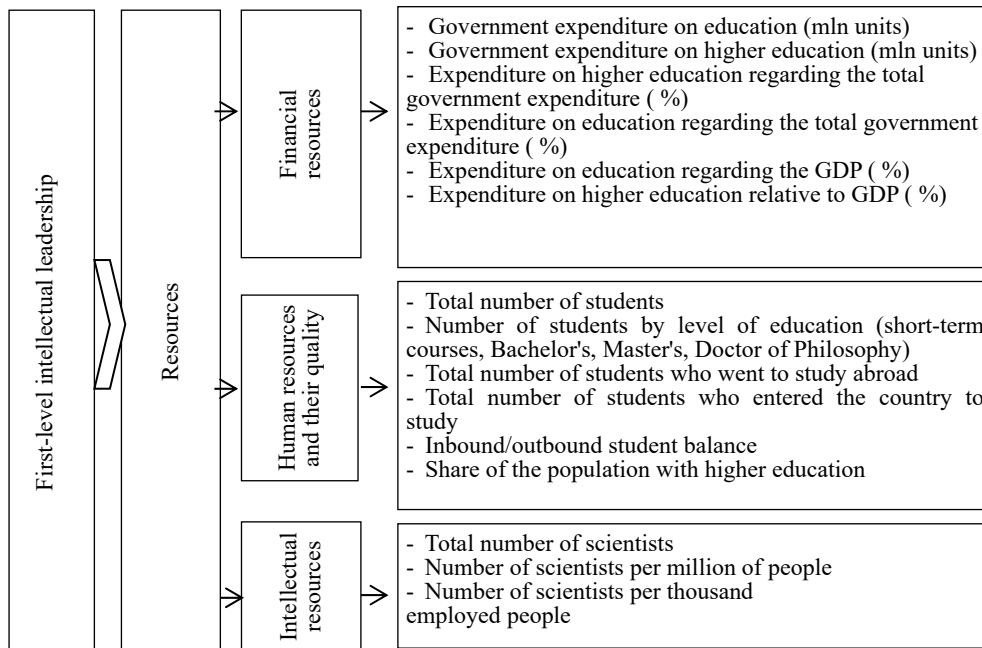 First-level intellectual leadership
Resources
Financial
resources
- Government expenditure on education (mln units)
- Government expenditure on higher education (mln units)
- Expenditure on higher education regarding the total
government expenditure ( %)
- Expenditure on education regarding the total government
expenditure ( %)
- Expenditure on education regarding the GDP ( %)
- Expenditure on higher education relative to GDP ( %)
Human resources
and their quality
- Total number of students
- Number of students by level of education (short-term
courses, Bachelor's, Master's, Doctor of Philosophy)
- Total number of students who went to study abroad
- Total number of students who entered the country to
study
- Inbound/outbound student balance
- Share of the population with higher education
Intellectual
resources
- Total number of scientists
- Number of scientists per million of people
- Number of scientists per thousand
employed people